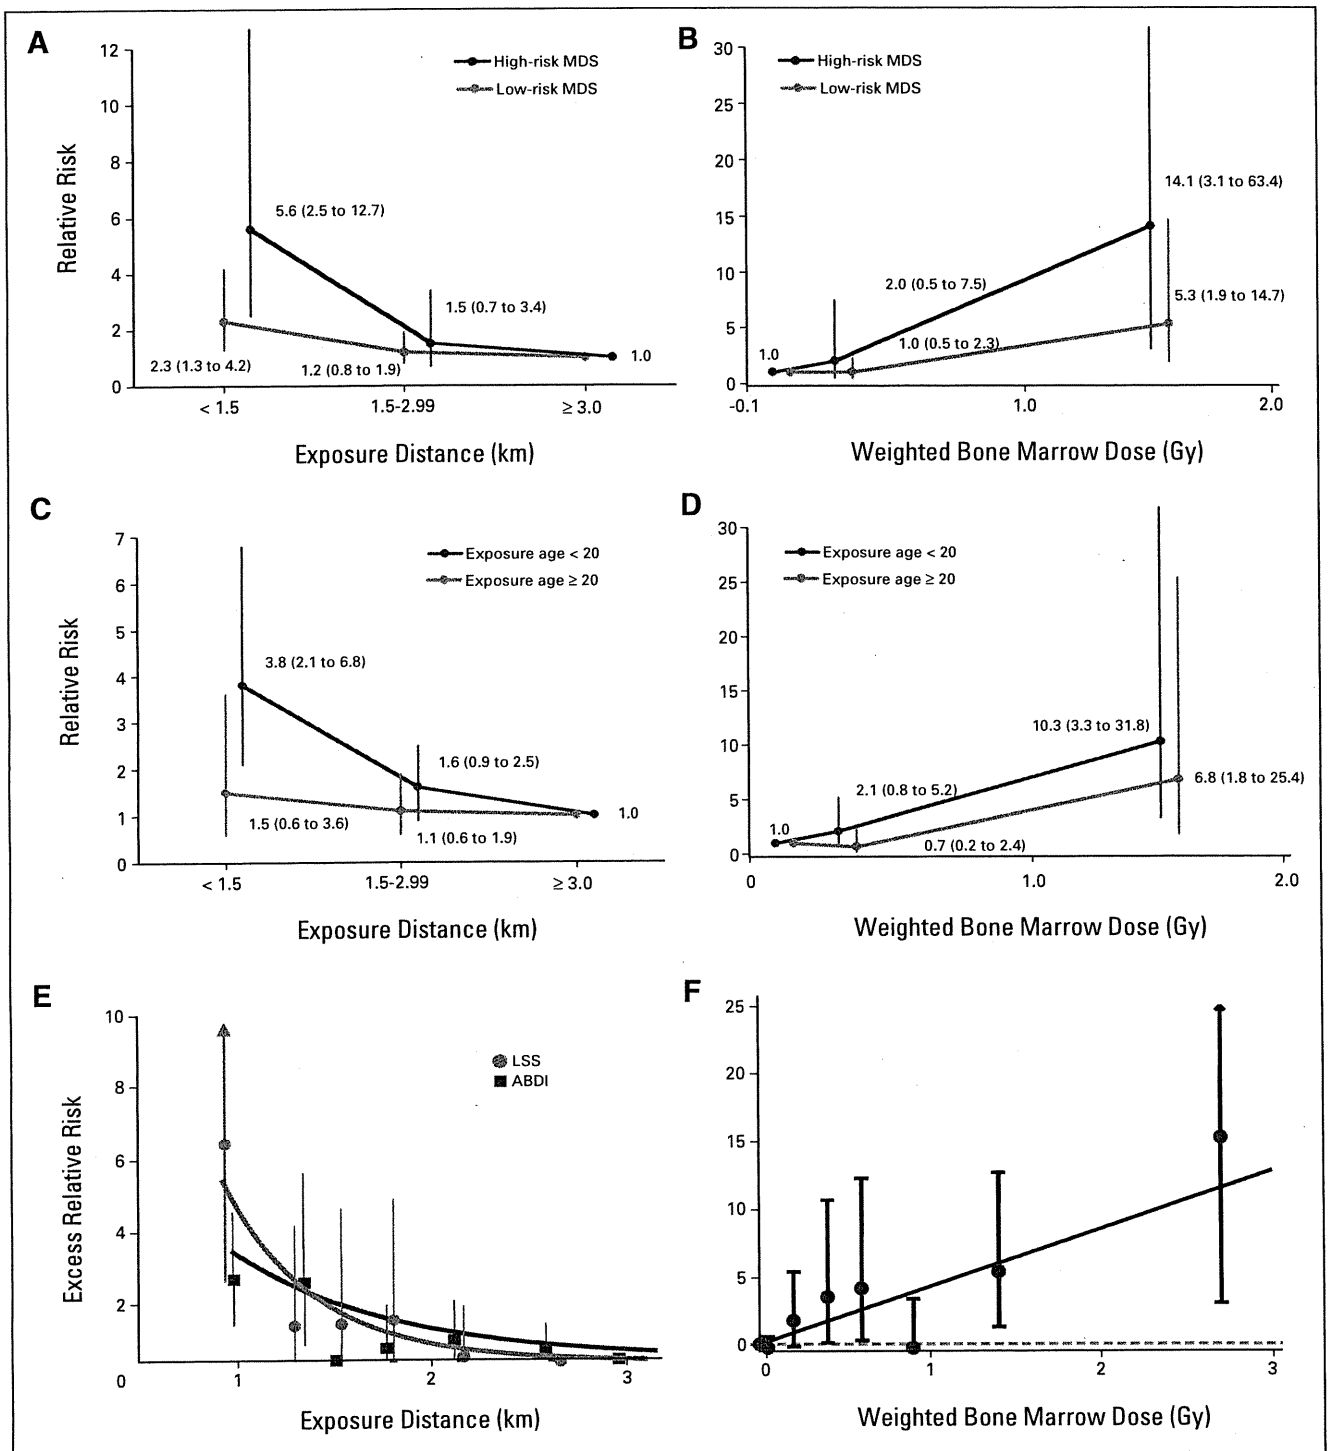 A
12
10
8
6
4
2
0
Relative Risk
High-risk MDS
Low-risk MDS
5.6 (2.5 to 12.7)
1.5 (0.7 to 3.4)
1.0
2.3 (1.3 to 4.2)
1.2 (0.8 to 1.9)
< 1.5
1.5-2.99
≥ 3.0
Exposure Distance (km)
B
30
25
20
15
10
5
0
High-risk MDS
Low-risk MDS
14.1 (3.1 to 63.4)
5.3 (1.9 to 14.7)
2.0 (0.5 to 7.5)
1.0 (0.5 to 2.3)
1.0
-0.1
1.0
2.0
Weighted Bone Marrow Dose (Gy)
C
7
6
5
4
3
2
1
0
Relative Risk
Exposure age < 20
Exposure age ≥ 20
3.8 (2.1 to 6.8)
1.6 (0.9 to 2.5)
1.0
1.5 (0.6 to 3.6)
1.1 (0.6 to 1.9)
< 1.5
1.5-2.99
≥ 3.0
Exposure Distance (km)
D
30
25
20
15
10
5
0
Exposure age < 20
Exposure age ≥ 20
10.3 (3.3 to 31.8)
6.8 (1.8 to 25.4)
2.1 (0.8 to 5.2)
1.0
0.7 (0.2 to 2.4)
0
1.0
2.0
Weighted Bone Marrow Dose (Gy)
E
10
8
6
4
2
0
Excess Relative Risk
LSS
ABDI
1
2
3
Exposure Distance (km)
F
25
20
15
10
5
0
0
1
2
3
Weighted Bone Marrow Dose (Gy)